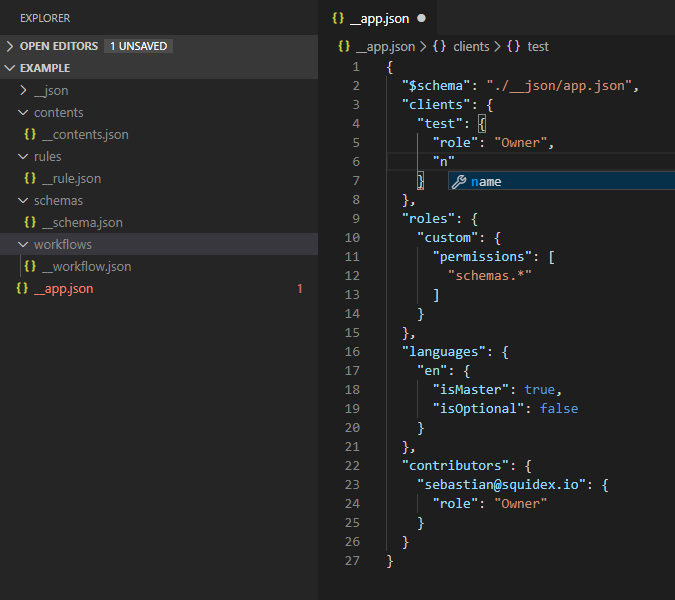 EXPLORER
OPEN EDITORS 1 UNSAVED
EXAMPLE
__json
contents
{} __contents.json
rules
{} __rule.json
schemas
{} __schema.json
workflows
{} __workflow.json
{} __app.json 1
{} __app.json ●
{} __app.json > {} clients > {} test
1 {
2 "$schema": "./__json/app.json",
3 "clients": {
4 "test": {
5 "role": "Owner",
6 "n"
7 }
name
8 },
9 "roles": {
10 "custom": {
11 "permissions": [
12 "schemas.*"
13 ]
14 }
15 },
16 "languages": {
17 "en": {
18 "isMaster": true,
19 "isOptional": false
20 }
21 },
22 "contributors": {
23 "sebastian@squidex.io": {
24 "role": "Owner"
25 }
26 }
27 }